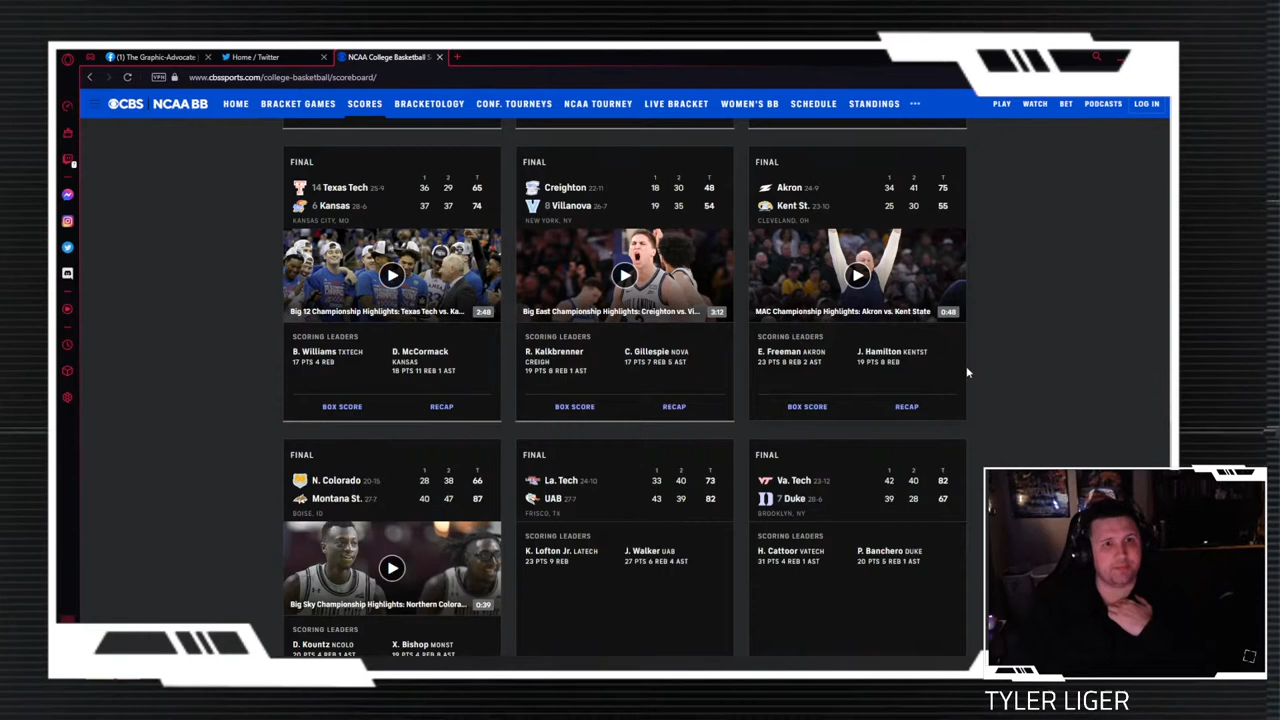 (1) The Graphic-Advocate
Home / Twitter
NCAA College Basketball S
VPN
www.cbssports.com/college-basketball/scoreboard/
CBS NCAA BB HOME BRACKET GAMES SCORES BRACKETOLOGY CONF. TOURNEYS NCAA TOURNEY LIVE BRACKET WOMEN'S BB SCHEDULE STANDINGS ••• PLAY WATCH BET PODCASTS LOG IN
FINAL
1 2 T
14 Texas Tech 25-9 36 29 65
6 Kansas 28-6 37 37 74
KANSAS CITY, MO
Big 12 Championship Highlights: Texas Tech vs. Ka... 2:48
SCORING LEADERS
B. Williams TXTECH
17 PTS 4 REB
D. McCormack
KANSAS
18 PTS 11 REB 1 AST
BOX SCORE RECAP
FINAL
1 2 T
Creighton 22-11 18 30 48
8 Villanova 26-7 19 35 54
NEW YORK, NY
Big East Championship Highlights: Creighton vs. Vi... 3:12
SCORING LEADERS
R. Kalkbrenner
CREIGH
19 PTS 8 REB 1 AST
C. Gillespie NOVA
17 PTS 7 REB 5 AST
BOX SCORE RECAP
FINAL
1 2 T
Akron 24-9 34 41 75
Kent St. 23-10 25 30 55
CLEVELAND, OH
MAC Championship Highlights: Akron vs. Kent State 0:48
SCORING LEADERS
E. Freeman AKRON
23 PTS 8 REB 2 AST
J. Hamilton KENTST
19 PTS 8 REB
BOX SCORE RECAP
FINAL
1 2 T
N. Colorado 20-15 28 38 66
Montana St. 27-7 40 47 87
BOISE, ID
Big Sky Championship Highlights: Northern Colora... 0:39
SCORING LEADERS
D. Kountz NCOLO
20 PTS 4 REB 1 AST
X. Bishop MONST
19 PTS 4 REB 8 AST
FINAL
1 2 T
La. Tech 24-10 33 40 73
UAB 27-7 43 39 82
FRISCO, TX
SCORING LEADERS
K. Lofton Jr. LATECH
23 PTS 9 REB
J. Walker UAB
27 PTS 6 REB 4 AST
FINAL
1 2 T
Va. Tech 23-12 42 40 82
7 Duke 28-6 39 28 67
BROOKLYN, NY
SCORING LEADERS
H. Cattoor VATECH
31 PTS 4 REB 1 AST
P. Banchero DUKE
20 PTS 5 REB 1 AST
TYLER LIGER